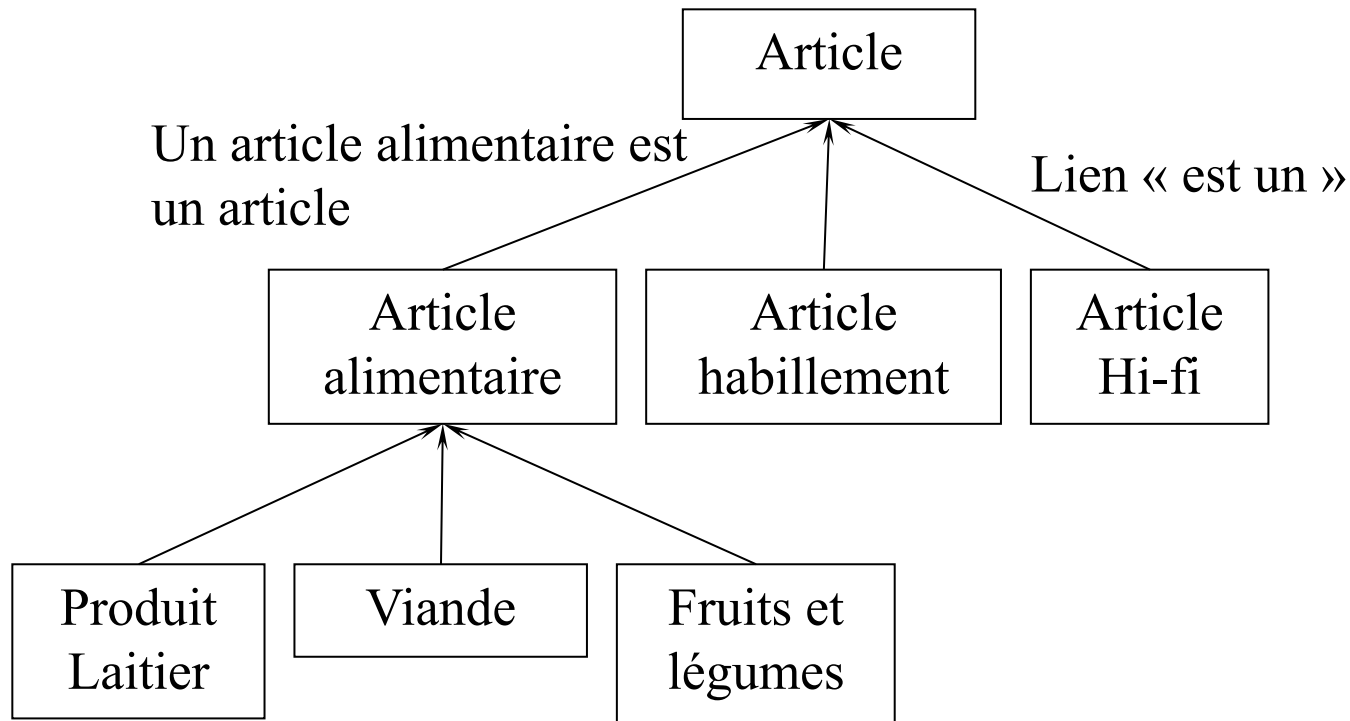 Article
Un article alimentaire est
un article
Lien « est un »
Article
alimentaire
Article
habillement
Article
Hi-fi
Produit
Laitier
Viande
Fruits et
légumes